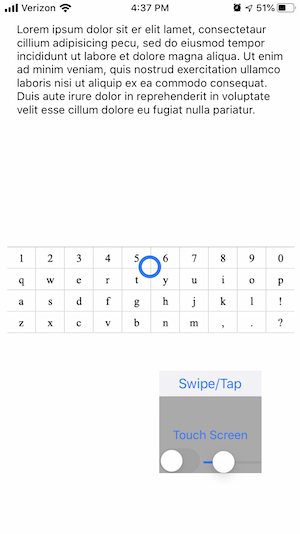 Verizon 4:37 PM 51%
Lorem ipsum dolor sit er elit lamet, consectetaur
cillium adipisicing pecu, sed do eiusmod tempor
incididunt ut labore et dolore magna aliqua. Ut enim
ad minim veniam, quis nostrud exercitation ullamco
laboris nisi ut aliquip ex ea commodo consequat.
Duis aute irure dolor in reprehenderit in voluptate
velit esse cillum dolore eu fugiat nulla pariatur.
1 2 3 4 5 6 7 8 9 0
q w e r t y u i o p
a s d f g h j k l !
z x c v b n m , . ?
Swipe/Tap
Touch Screen